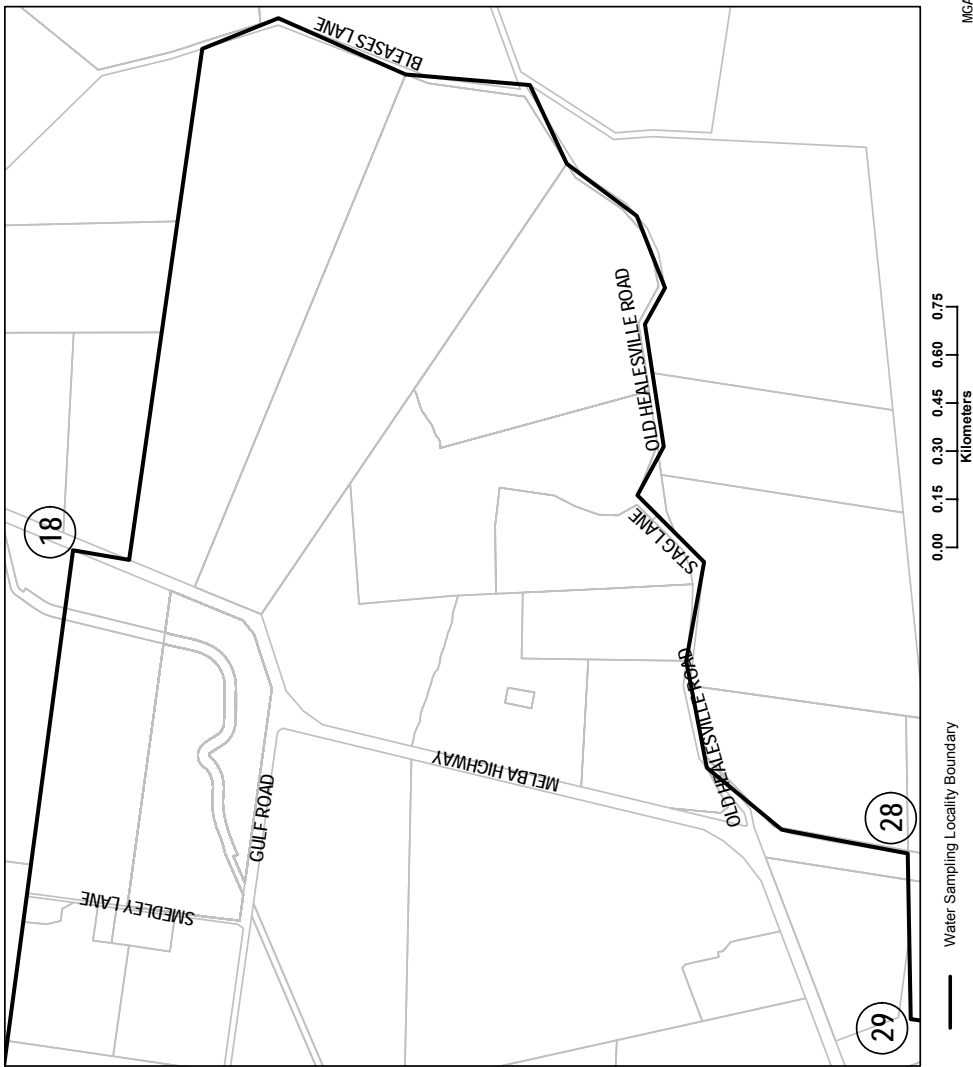 BLEASES LANE
18
OLD HEALESVILLE ROAD
STAG LANE
OLD HEALESVILLE ROAD
MELBA HIGHWAY
GULF ROAD
SMEDLEY LANE
28
29
0.00 0.15 0.30 0.45 0.60 0.75
Kilometers
Water Sampling Locality Boundary
MGA